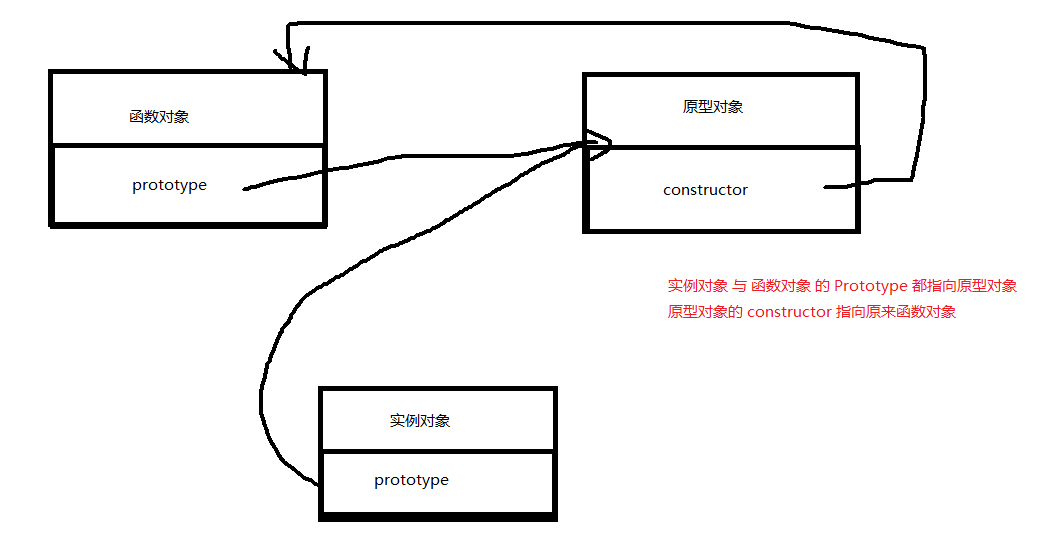 函数对象
原型对象
prototype
constructor
实例对象 与 函数对象 的 Prototype 都指向原型对象
原型对象的 constructor 指向原来函数对象
实例对象
prototype